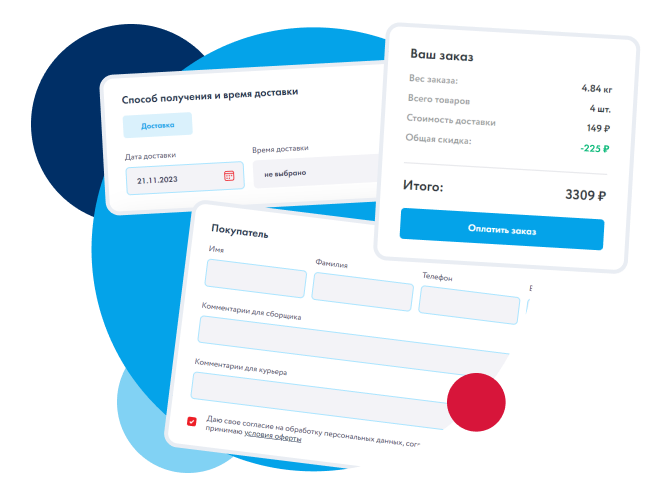 Способ получения и время доставки
Доставка
Дата доставки
Время доставки
21.11.2023
не выбрано
Ваш заказ
Вес заказа: 4.84 кг
Всего товаров 4 шт.
Стоимость доставки 149 ₽
Общая скидка: -225 ₽
Итого: 3309 ₽
Оплатить заказ
Покупатель
Имя
Фамилия
Телефон
Комментарии для сборщика
Комментарии для курьера
Даю свое согласие на обработку персональных данных, сог
принимаю условия оферты